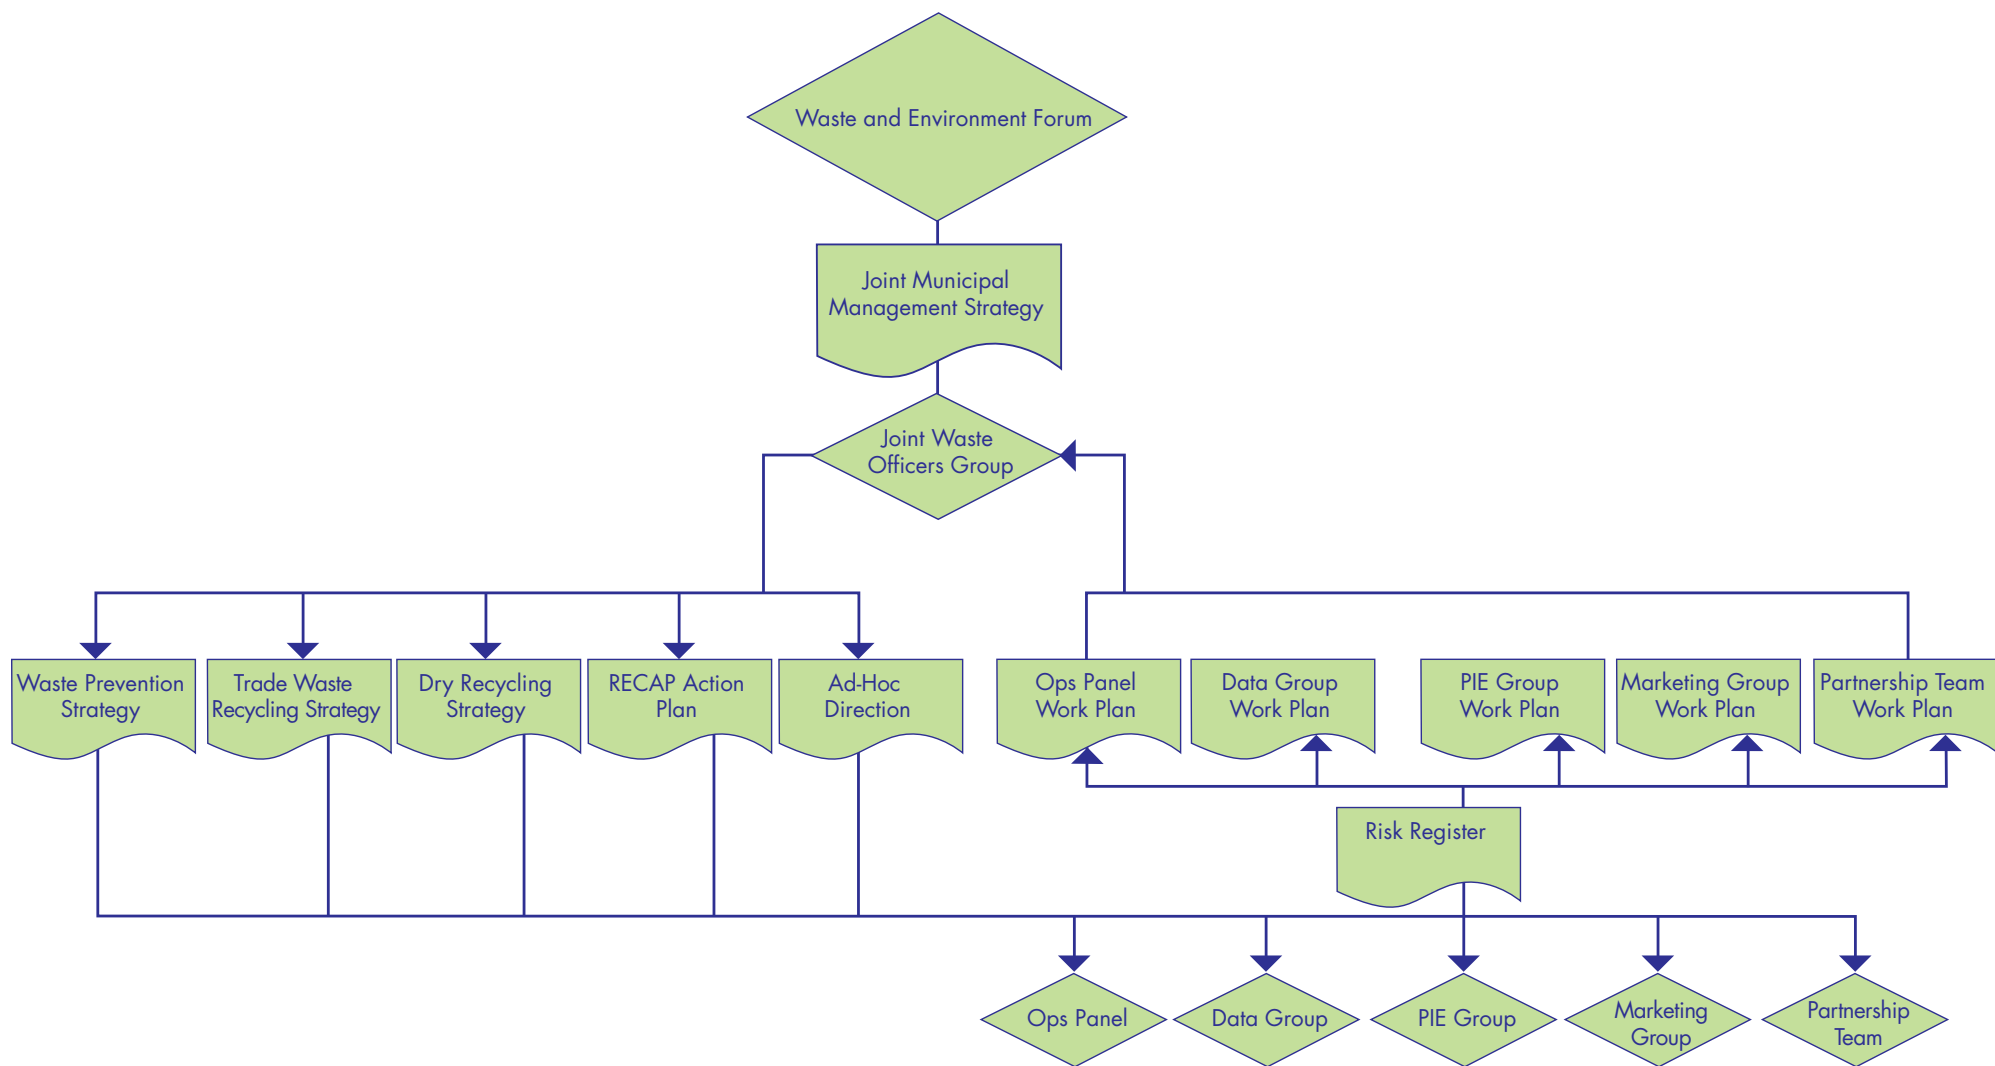 Waste and Environment Forum
Joint Municipal
Management Strategy
Joint Waste
Officers Group
Waste Prevention
Strategy
Trade Waste
Recycling Strategy
Dry Recycling
Strategy
RECAP Action
Plan
Ad-Hoc
Direction
Ops Panel
Work Plan
Data Group
Work Plan
PIE Group
Work Plan
Marketing Group
Work Plan
Partnership Team
Work Plan
Risk Register
Ops Panel
Data Group
PIE Group
Marketing
Group
Partnership
Team